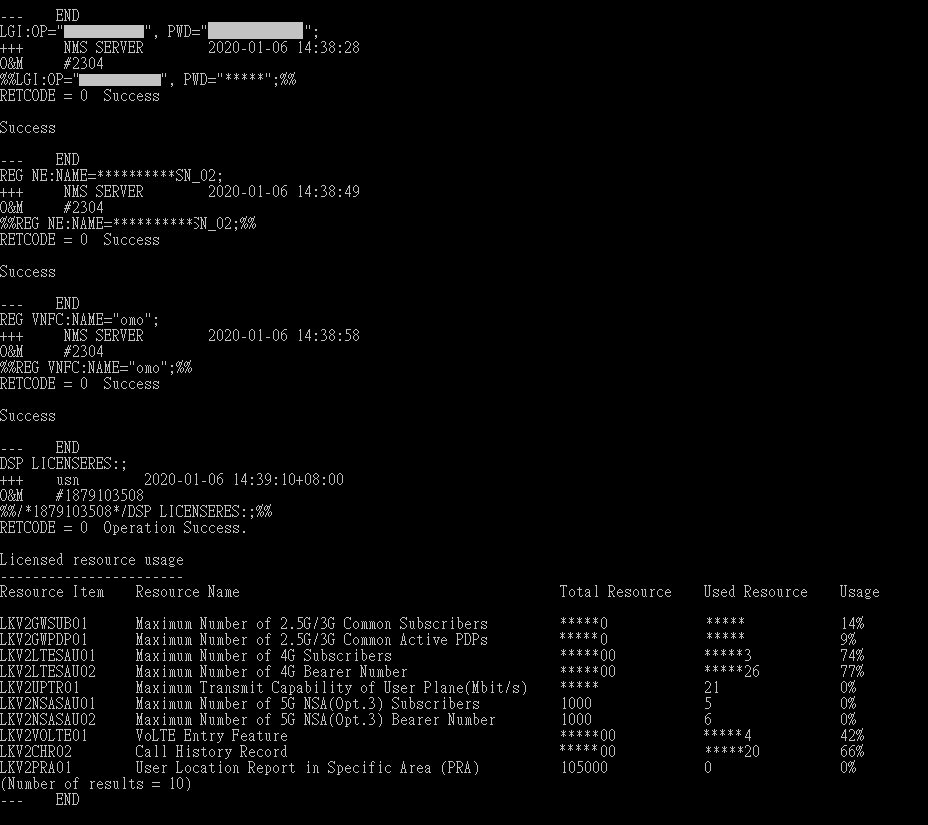 ---    END
LGI:OP="", PWD="";
+++     NMS SERVER        2020-01-06 14:38:28
O&M     #2304
%%LGI:OP="", PWD="*****";%%
RETCODE = 0  Success
Success
---    END
REG NE:NAME=**********SN_02;
+++     NMS SERVER        2020-01-06 14:38:49
O&M     #2304
%%REG NE:NAME=**********SN_02;%%
RETCODE = 0  Success
Success
---    END
REG VNFC:NAME="omo";
+++     NMS SERVER        2020-01-06 14:38:58
O&M     #2304
%%REG VNFC:NAME="omo";%%
RETCODE = 0  Success
Success
---    END
DSP LICENSERES:;
+++    usn        2020-01-06 14:39:10+08:00
O&M    #1879103508
%%/*1879103508*/DSP LICENSERES:;%%
RETCODE = 0  Operation Success.
Licensed resource usage
-----------------------
Resource Item    Resource Name    Total Resource    Used Resource    Usage
LKV2GWSUB01    Maximum Number of 2.5G/3G Common Subscribers    *****0    *****    14%
LKV2GWPDP01    Maximum Number of 2.5G/3G Common Active PDPs    *****0    *****    9%
LKV2LTESAU01    Maximum Number of 4G Subscribers    *****00    *****3    74%
LKV2LTESAU02    Maximum Number of 4G Bearer Number    *****00    *****26    77%
LKV2UPTR01    Maximum Transmit Capability of User Plane(Mbit/s)    *****    21    0%
LKV2NSASAU01    Maximum Number of 5G NSA(Opt.3) Subscribers    1000    5    0%
LKV2NSASAU02    Maximum Number of 5G NSA(Opt.3) Bearer Number    1000    6    0%
LKV2VOLTE01    VoLTE Entry Feature    *****00    *****4    42%
LKV2CHR02    Call History Record    *****00    *****20    66%
LKV2PRA01    User Location Report in Specific Area (PRA)    105000    0    0%
(Number of results = 10)
---    END